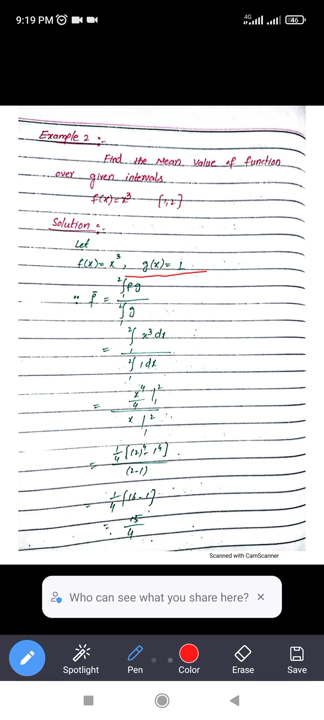 9:19 PM 4G 46
Example 2 :-
Find the Mean Value of function
over given intervals.
f(x)=x³ [1,2]
Solution :-
Let
f(x)= x³, g(x)= 1
∵ f̄ = ∫₁² fg / ∫₁² g
= ∫₁² x³ dx / ∫₁² 1 dx
= x⁴/4 |₁² / x |₁²
= 1/4 [(2)⁴- 1⁴] / (2-1)
= 1/4 [16-1]
= 15/4
Scanned with CamScanner
Who can see what you share here? ×
Spotlight Pen Color Erase Save